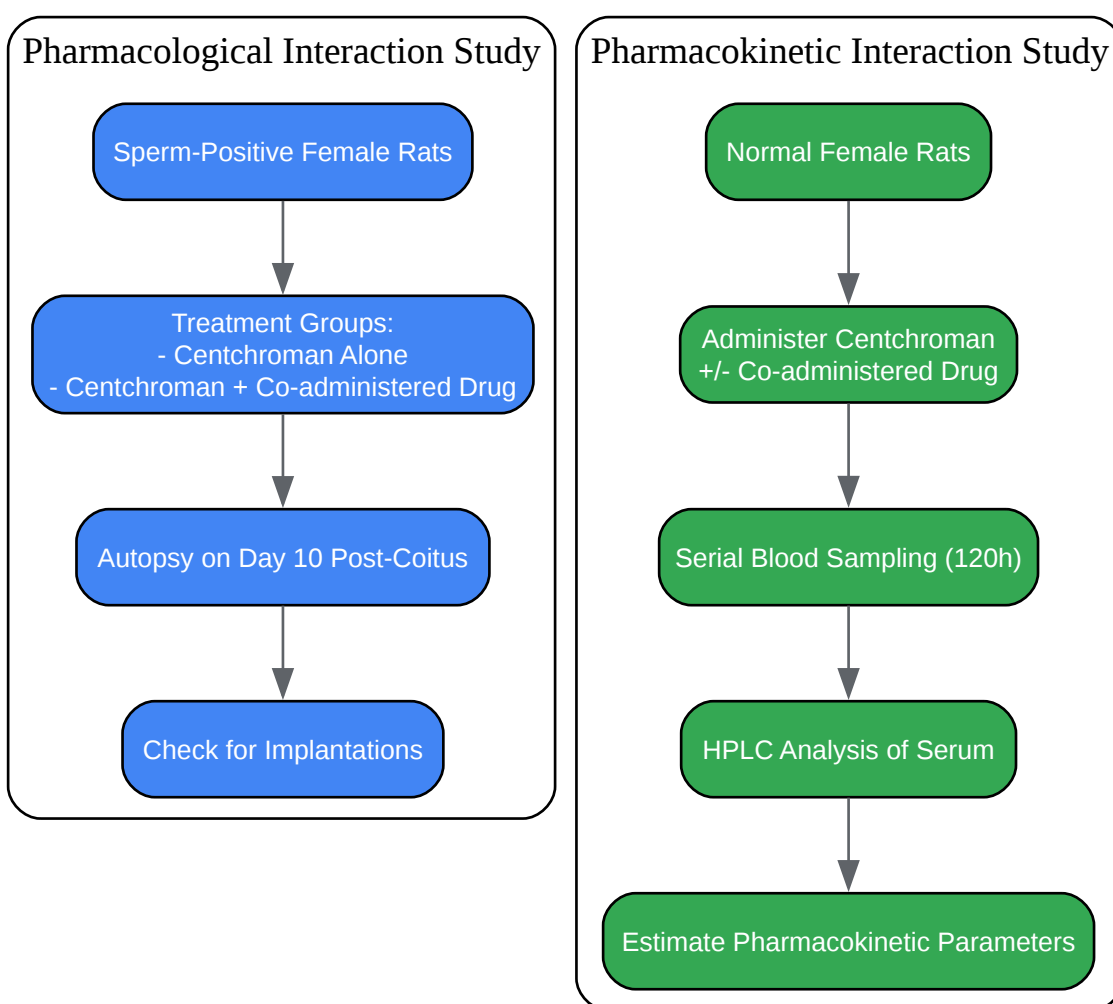 Pharmacological Interaction Study
Sperm-Positive Female Rats
Treatment Groups:
- Centchroman Alone
- Centchroman + Co-administered Drug
Autopsy on Day 10 Post-Coitus
Check for Implantations
Pharmacokinetic Interaction Study
Normal Female Rats
Administer Centchroman
+/- Co-administered Drug
Serial Blood Sampling (120h)
HPLC Analysis of Serum
Estimate Pharmacokinetic Parameters